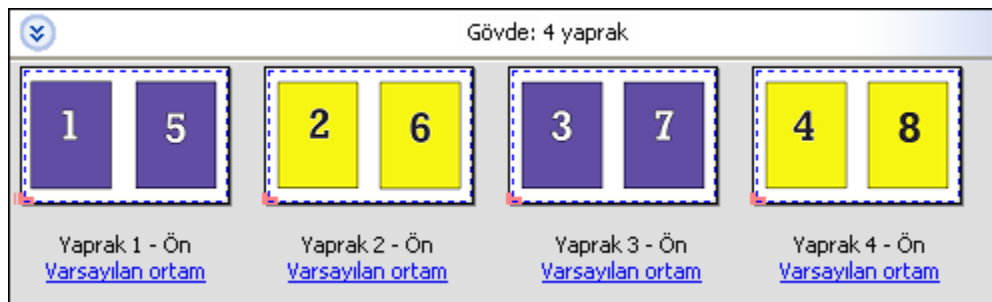 Gövde: 4 yaprak
1 5 2 6 3 7 4 8
Yaprak 1 - Ön Yaprak 2 - Ön Yaprak 3 - Ön Yaprak 4 - Ön
Varsayılan ortam Varsayılan ortam Varsayılan ortam Varsayılan ortam